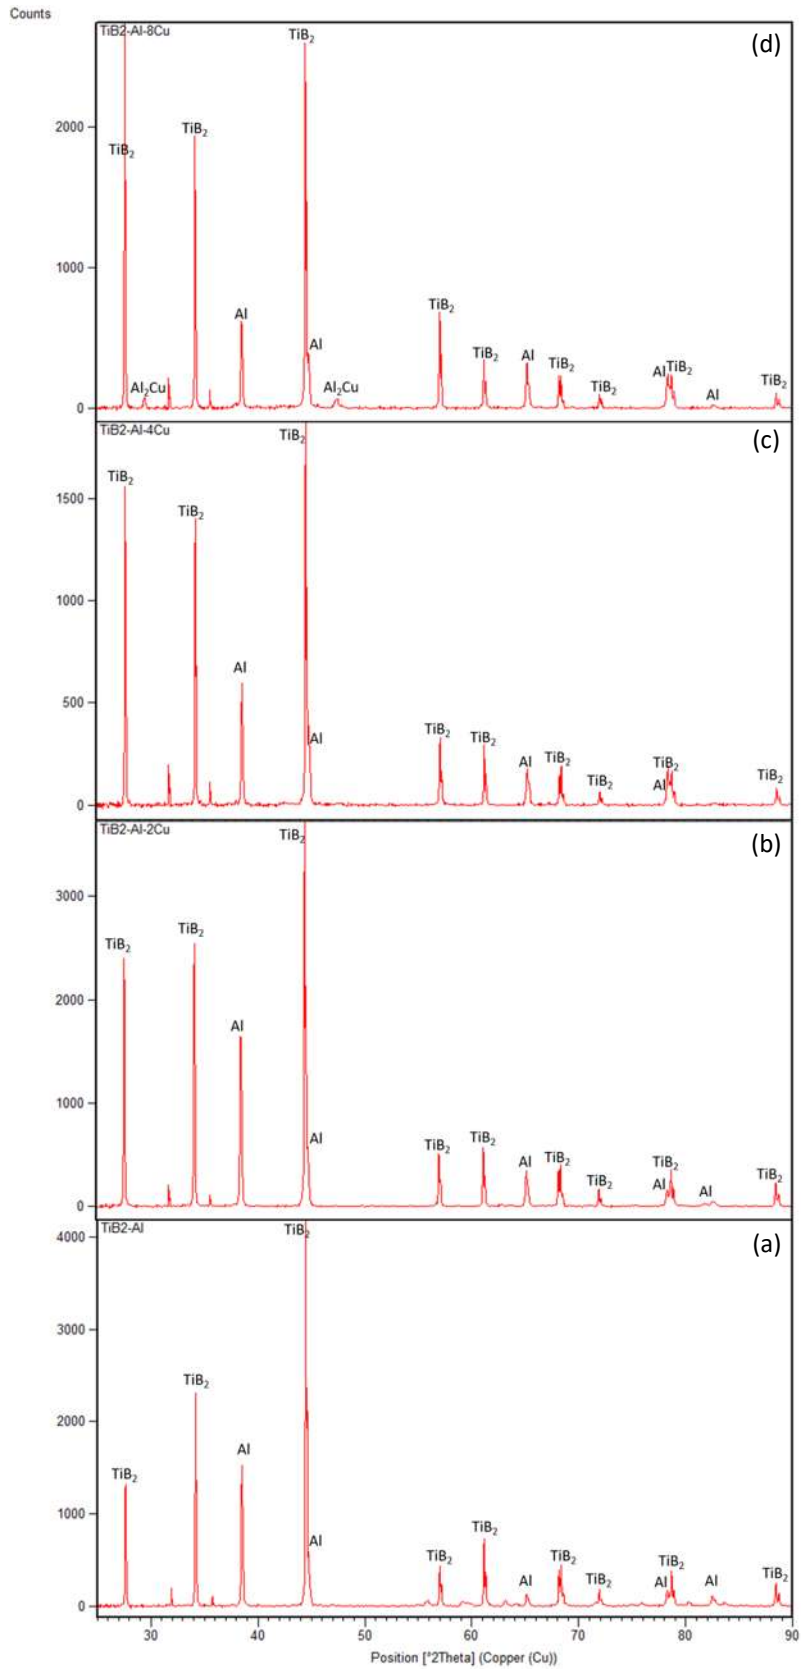 Counts
TiB2-Al-8Cu
(d)
TiB₂
TiB₂
2000
TiB₂
1000
Al
TiB₂
Al
TiB₂
Al
TiB₂
Al
TiB₂
Al₂Cu
Al₂Cu
TiB₂
Al
TiB₂
0
TiB2-Al-4Cu
(c)
TiB₂
TiB₂
1500
TiB₂
1000
Al
500
Al
TiB₂
TiB₂
Al
TiB₂
TiB₂
TiB₂
Al
TiB₂
0
TiB2-Al-2Cu
(b)
TiB₂
3000
TiB₂
TiB₂
2000
Al
1000
Al
TiB₂
TiB₂
Al
TiB₂
TiB₂
TiB₂
Al
Al
TiB₂
0
TiB2-Al
(a)
TiB₂
4000
3000
TiB₂
2000
Al
TiB₂
1000
Al
TiB₂
TiB₂
Al
TiB₂
TiB₂
TiB₂
Al
Al
TiB₂
0
30 40 50 60 70 80 90
Position [°2Theta] (Copper (Cu))